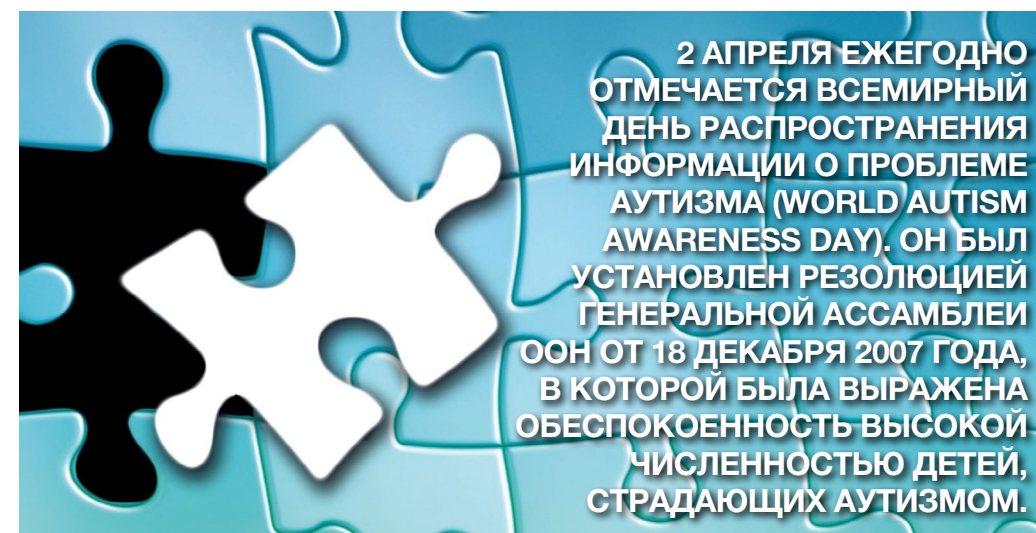 2 АПРЕЛЯ ЕЖЕГОДНО
ОТМЕЧАЕТСЯ ВСЕМИРНЫЙ
ДЕНЬ РАСПРОСТРАНЕНИЯ
ИНФОРМАЦИИ О ПРОБЛЕМЕ
АУТИЗМА (WORLD AUTISM
AWARENESS DAY). ОН БЫЛ
УСТАНОВЛЕН РЕЗОЛЮЦИЕЙ
ГЕНЕРАЛЬНОЙ АССАМБЛЕИ
ООН ОТ 18 ДЕКАБРЯ 2007 ГОДА,
В КОТОРОЙ БЫЛА ВЫРАЖЕНА
ОБЕСПОКОЕННОСТЬ ВЫСОКОЙ
ЧИСЛЕННОСТЬЮ ДЕТЕЙ,
СТРАДАЮЩИХ АУТИЗМОМ.